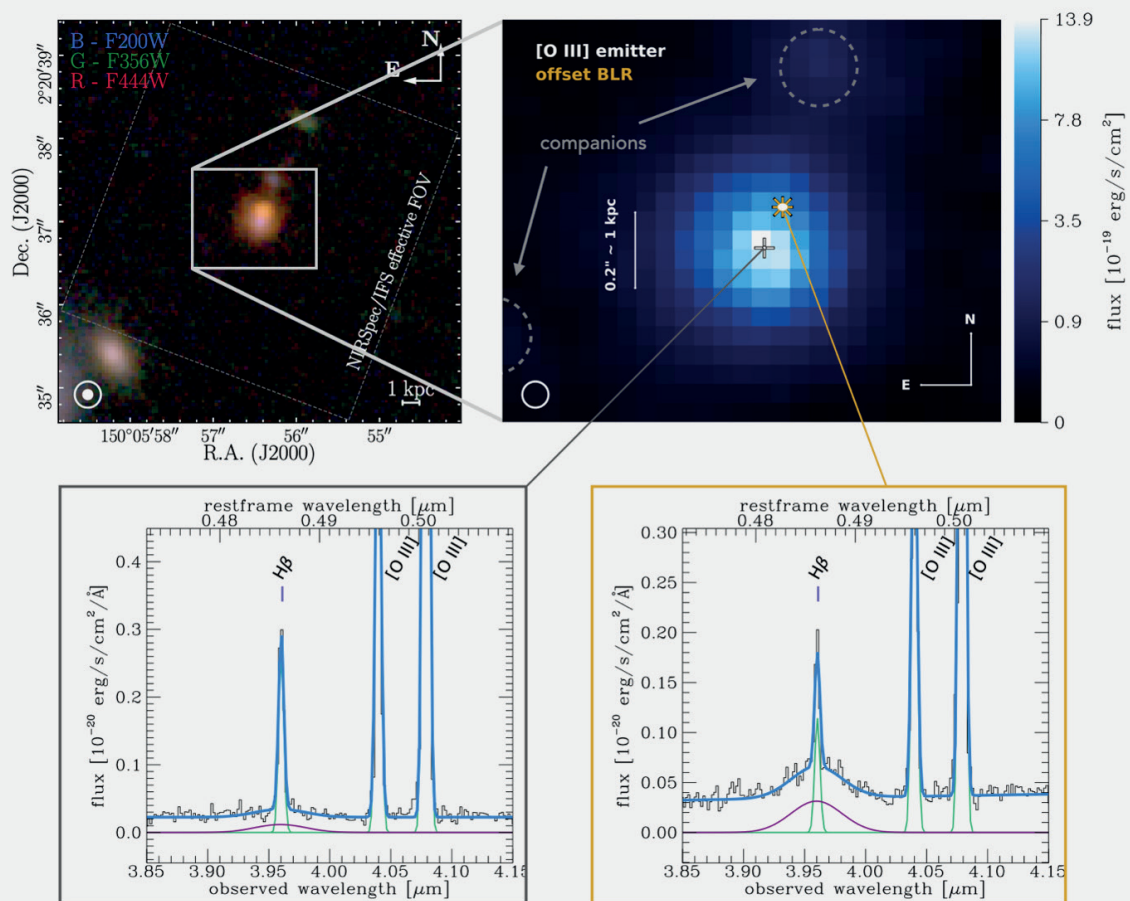 B - F200W
G - F356W
R - F444W
N
E
NIRSpec/IFS effective FOV
1 kpc
2°20′39″
38″
37″
36″
35″
Dec. (J2000)
150°05′58″ 57″ 56″ 55″
R.A. (J2000)
[O III] emitter
offset BLR
companions
0.2" ~ 1 kpc
N
E
13.9
7.8
3.5
0.9
0
flux [10⁻¹⁹ erg/s/cm²]
restframe wavelength [μm]
0.48 0.49 0.50
Hβ [O III] [O III]
0.4
0.3
0.2
0.1
0.0
flux [10⁻²⁰ erg/s/cm²/Å]
3.85 3.90 3.95 4.00 4.05 4.10 4.15
observed wavelength [μm]
restframe wavelength [μm]
0.48 0.49 0.50
Hβ [O III] [O III]
0.30
0.25
0.20
0.15
0.10
0.05
0.00
flux [10⁻²⁰ erg/s/cm²/Å]
3.85 3.90 3.95 4.00 4.05 4.10 4.15
observed wavelength [μm]